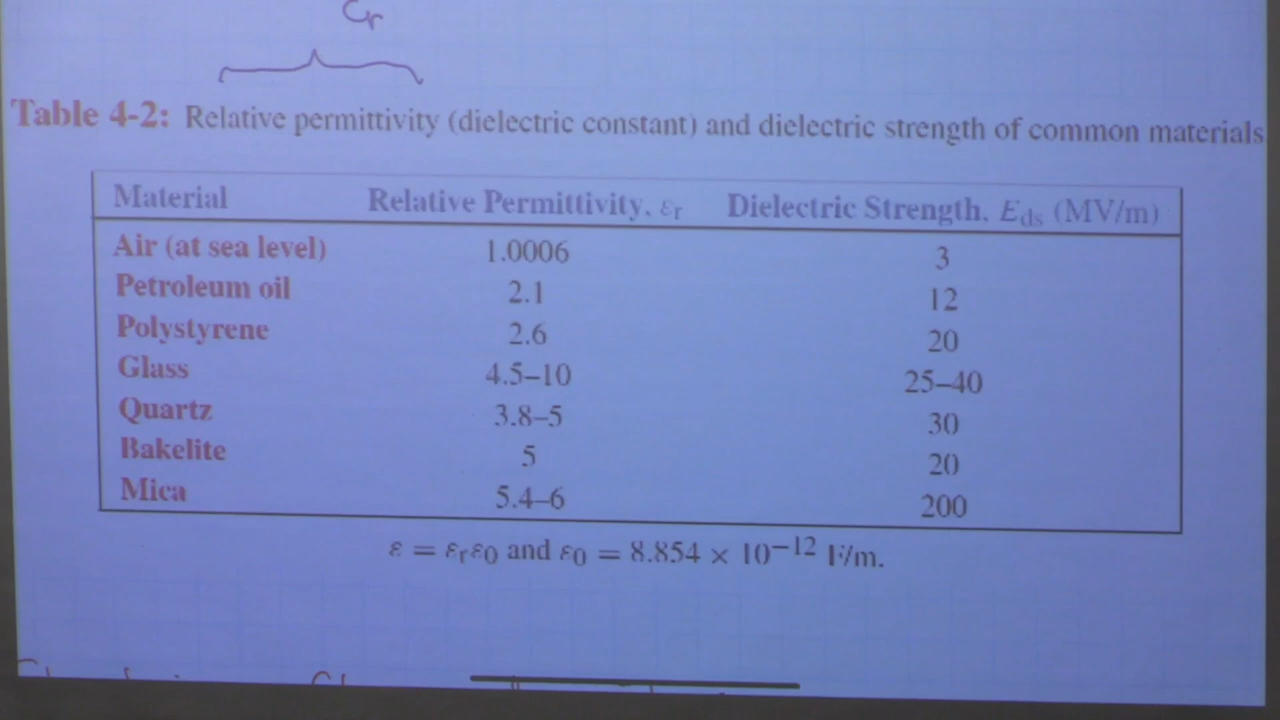 εr
Table 4-2: Relative permittivity (dielectric constant) and dielectric strength of common materials
Material Relative Permittivity, εr Dielectric Strength, Eds (MV/m)
Air (at sea level) 1.0006 3
Petroleum oil 2.1 12
Polystyrene 2.6 20
Glass 4.5–10 25–40
Quartz 3.8–5 30
Bakelite 5 20
Mica 5.4–6 200
ε = εrε0 and ε0 = 8.854 × 10−12 F/m.